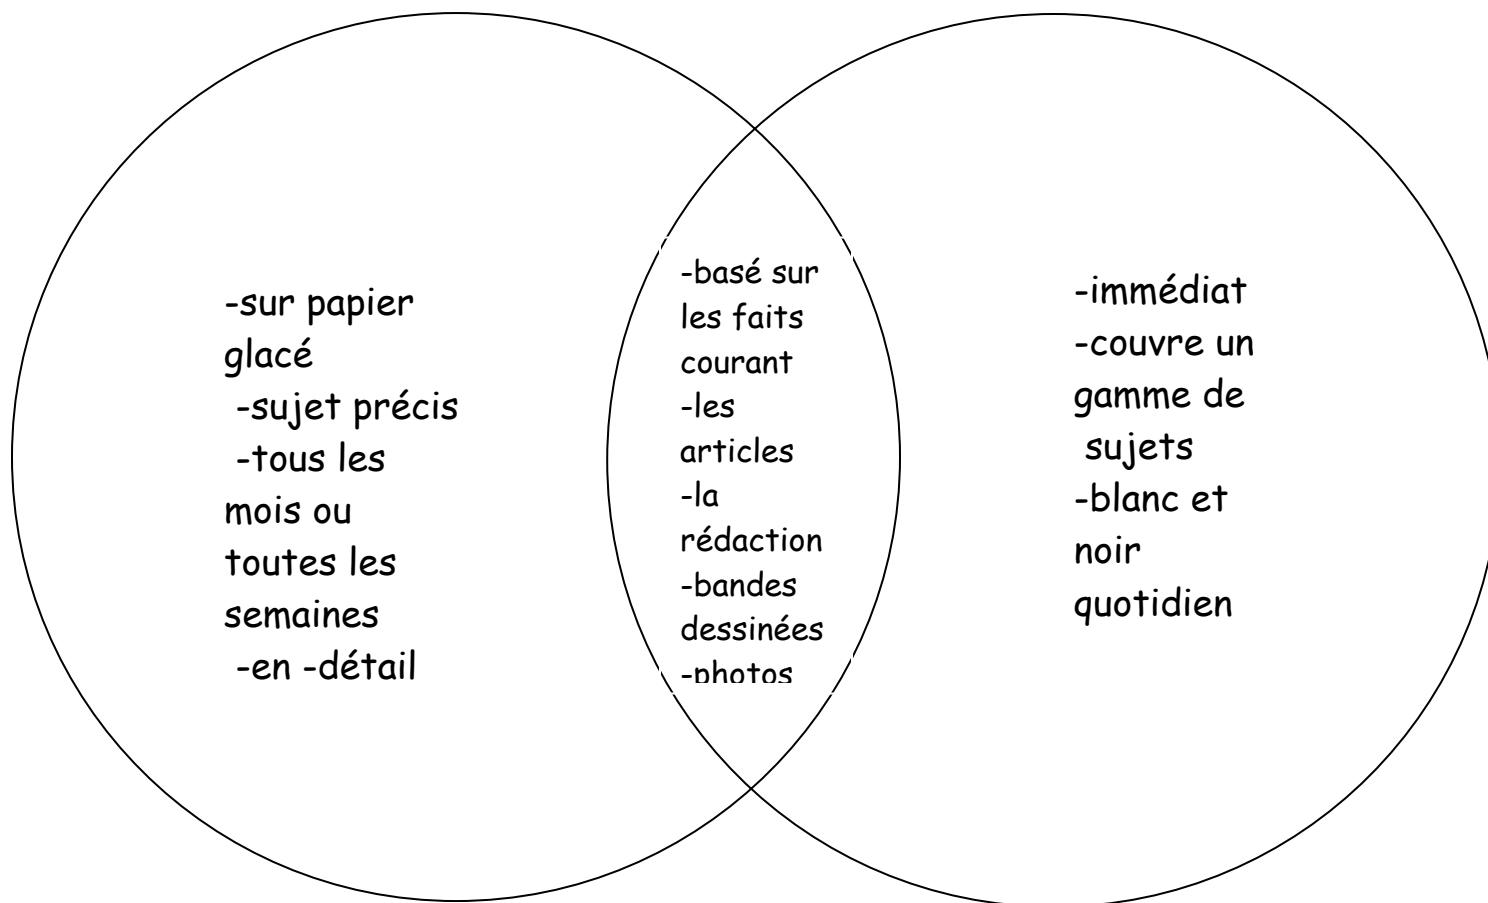 -sur papier
glacé
-sujet précis
-tous les
mois ou
toutes les
semaines
-en -détail
-basé sur
les faits
courant
-les
articles
-la
rédaction
-bandes
dessinées
-photos
-immédiat
-couvre un
gamme de
sujets
-blanc et
noir
quotidien